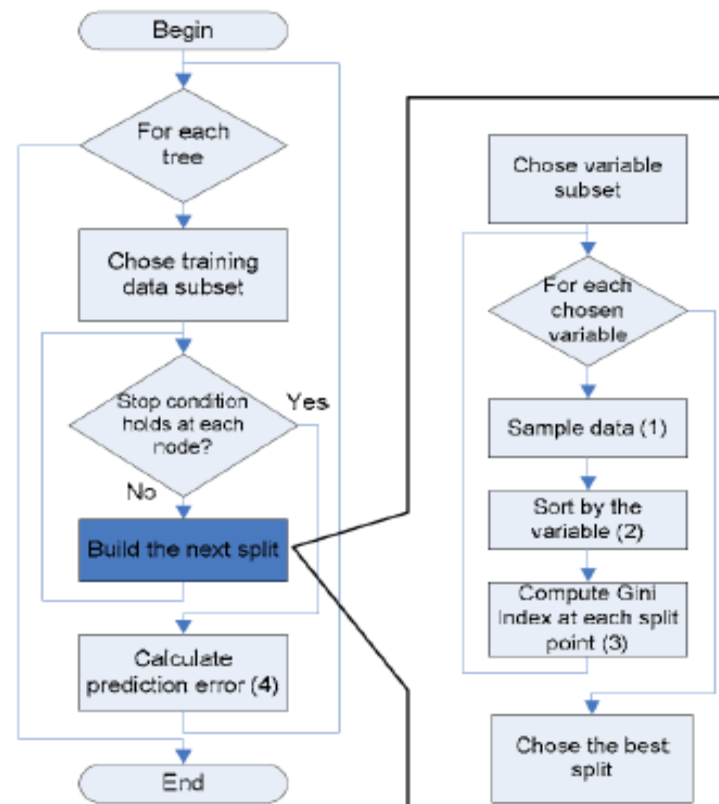 Begin
For each
tree
Chose training
data subset
Stop condition
holds at each
node?
Yes
No
Build the next split
Calculate
prediction error (4)
End
Chose variable
subset
For each
chosen
variable
Sample data (1)
Sort by the
variable (2)
Compute Gini
Index at each split
point (3)
Chose the best
split